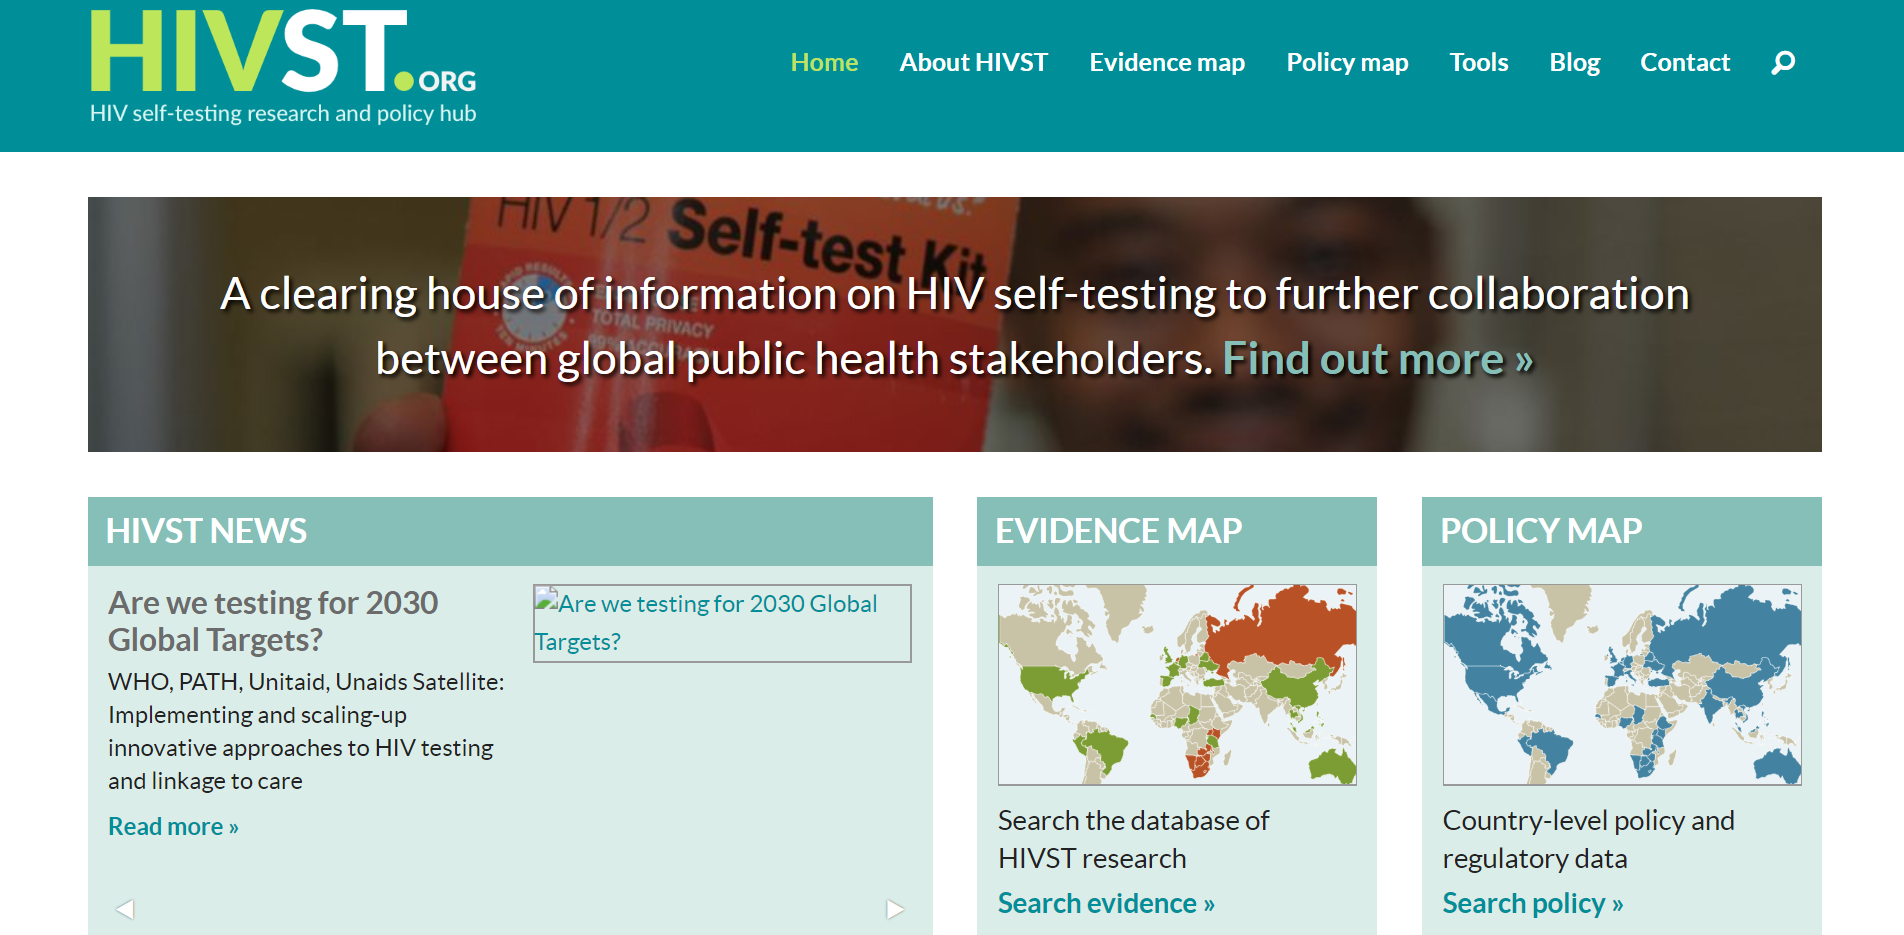 HIVST.ORG
HIV self-testing research and policy hub
Home About HIVST Evidence map Policy map Tools Blog Contact
HIV 1/2 Self-test Kit
TOTAL PRIVACY
A clearing house of information on HIV self-testing to further collaboration
between global public health stakeholders. Find out more »
HIVST NEWS
Are we testing for 2030
Global Targets?
WHO, PATH, Unitaid, Unaids Satellite:
Implementing and scaling-up
innovative approaches to HIV testing
and linkage to care
Read more »
Are we testing for 2030 Global
Targets?
EVIDENCE MAP
Search the database of
HIVST research
Search evidence »
POLICY MAP
Country-level policy and
regulatory data
Search policy »